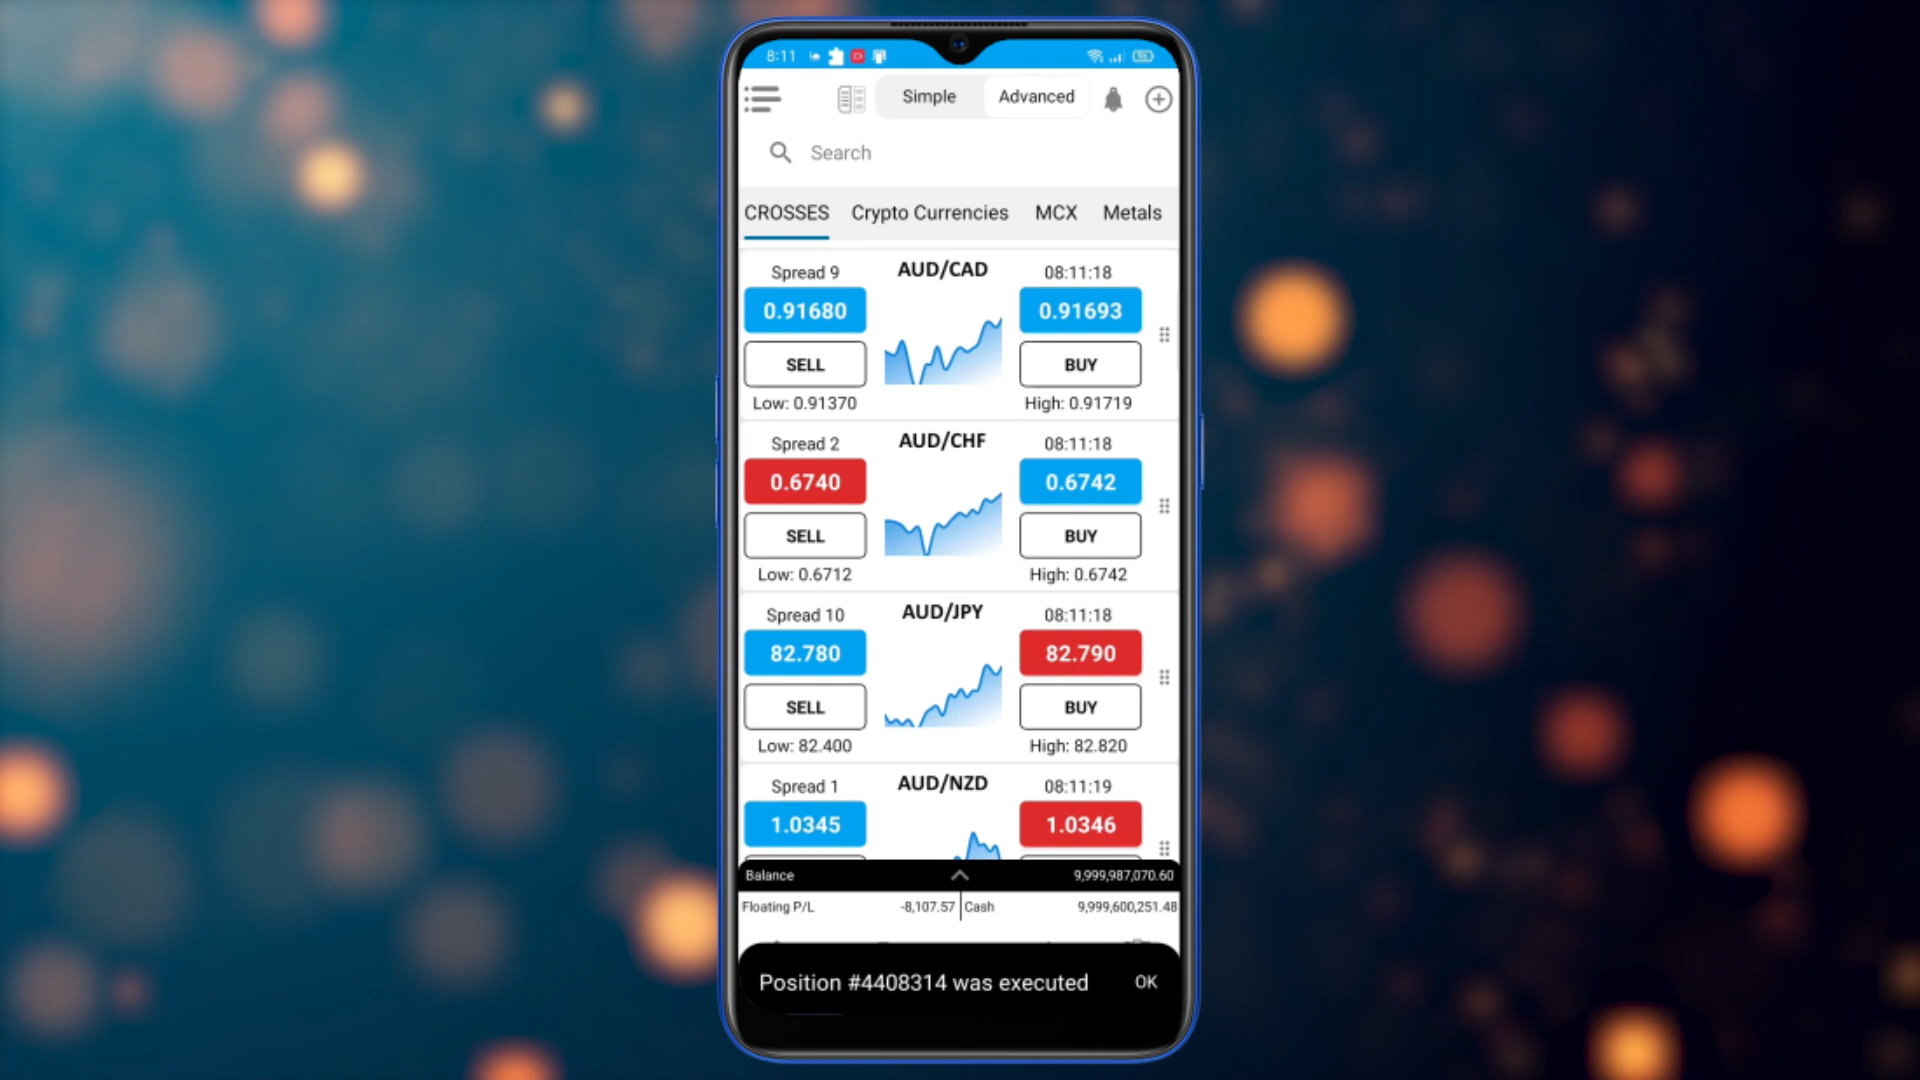 8:11
Simple Advanced
Search
CROSSES Crypto Currencies MCX Metals
Spread 9 AUD/CAD 08:11:18
0.91680 0.91693
SELL BUY
Low: 0.91370 High: 0.91719
Spread 2 AUD/CHF 08:11:18
0.6740 0.6742
SELL BUY
Low: 0.6712 High: 0.6742
Spread 10 AUD/JPY 08:11:18
82.780 82.790
SELL BUY
Low: 82.400 High: 82.820
Spread 1 AUD/NZD 08:11:19
1.0345 1.0346
Balance 9,999,987,070.60
Floating P/L -8,107.57 Cash 9,999,600,251.48
Position #4408314 was executed OK